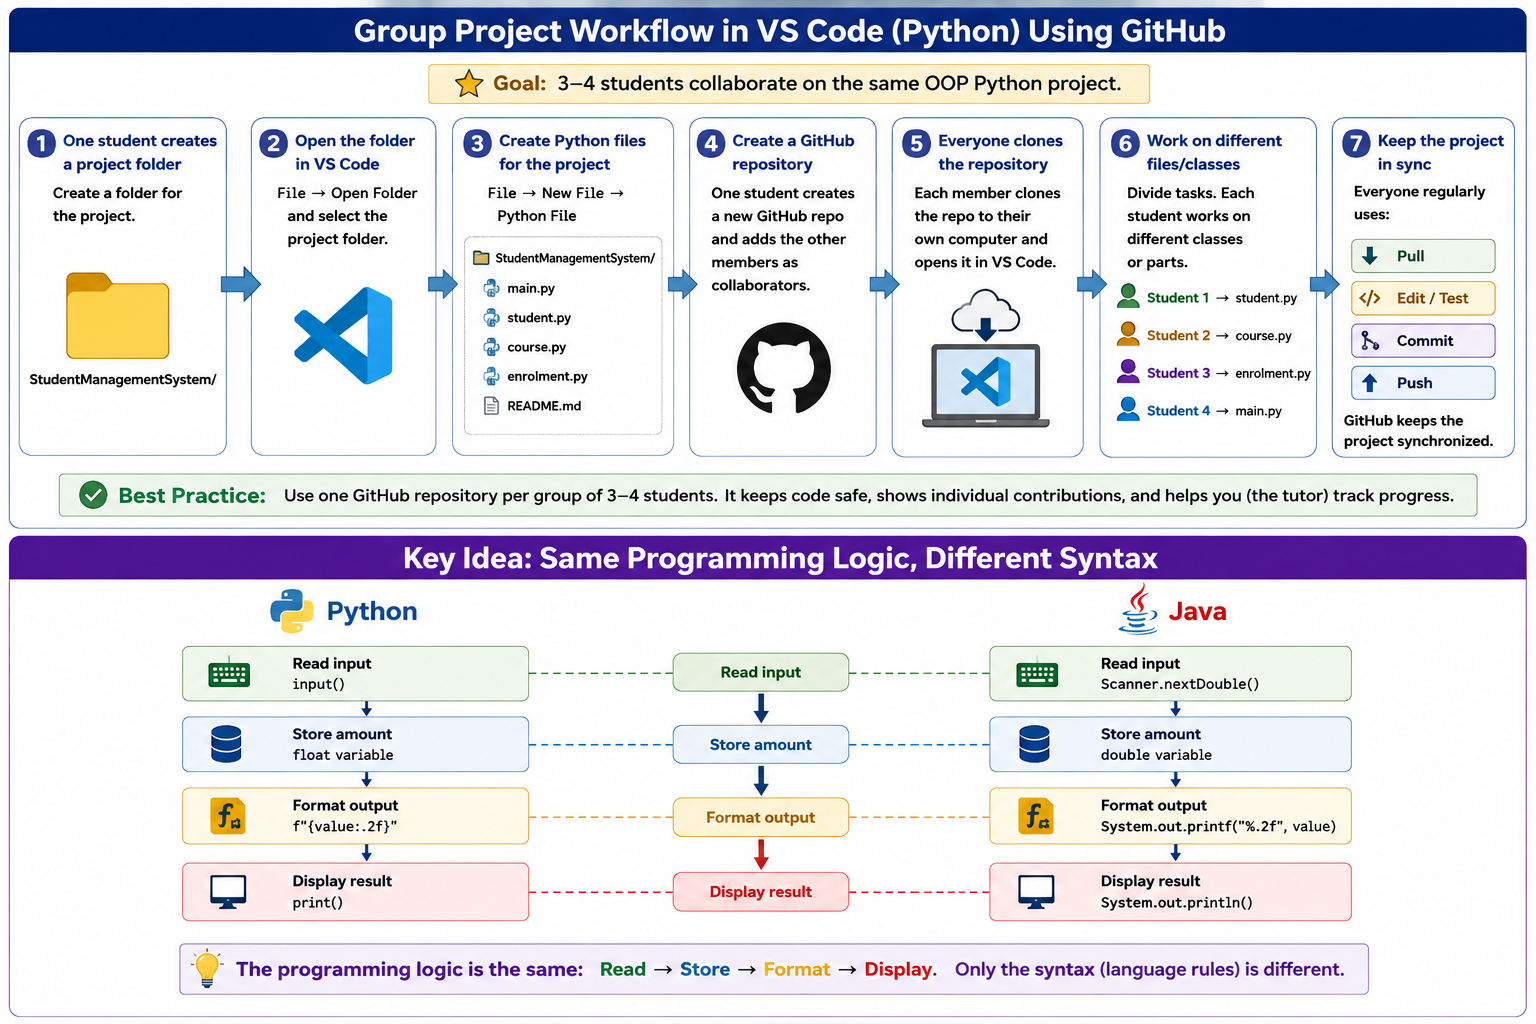 Group Project Workflow in VS Code (Python) Using GitHub
Goal: 3–4 students collaborate on the same OOP Python project.
1 One student creates
a project folder
Create a folder for
the project.
StudentManagementSystem/
2 Open the folder
in VS Code
File → Open Folder
and select the
project folder.
3 Create Python files
for the project
File → New File →
Python File
StudentManagementSystem/
main.py
student.py
course.py
enrolment.py
README.md
4 Create a GitHub
repository
One student creates
a new GitHub repo
and adds the other
members as
collaborators.
5 Everyone clones
the repository
Each member clones
the repo to their
own computer and
opens it in VS Code.
6 Work on different
files/classes
Divide tasks. Each
student works on
different classes
or parts.
Student 1 → student.py
Student 2 → course.py
Student 3 → enrolment.py
Student 4 → main.py
7 Keep the project
in sync
Everyone regularly
uses:
Pull
</> Edit / Test
Commit
Push
GitHub keeps the
project synchronized.
Best Practice: Use one GitHub repository per group of 3–4 students. It keeps code safe, shows individual contributions, and helps you (the tutor) track progress.
Key Idea: Same Programming Logic, Different Syntax
Python
Read input
input()
Store amount
float variable
Format output
f"{value:.2f}"
Display result
print()
Read input
Store amount
Format output
Display result
Java
Read input
Scanner.nextDouble()
Store amount
double variable
Format output
System.out.printf("%.2f", value)
Display result
System.out.println()
The programming logic is the same: Read → Store → Format → Display. Only the syntax (language rules) is different.